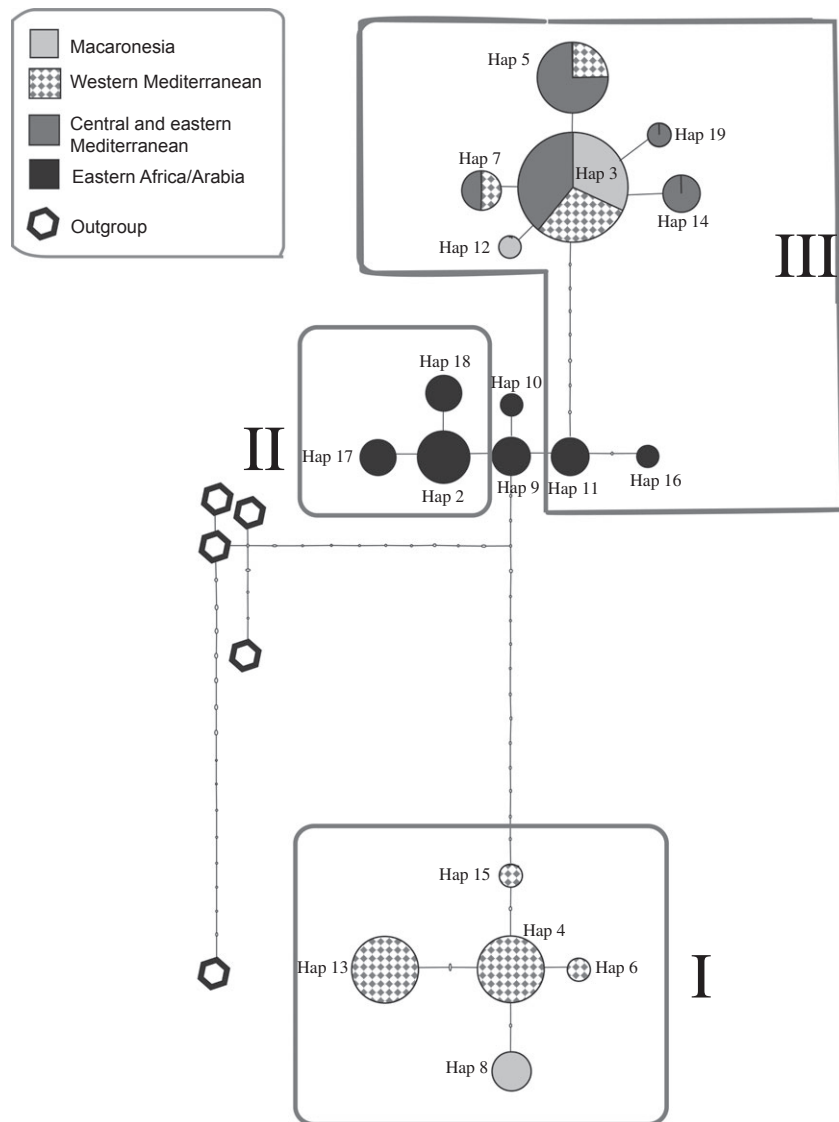 Macaronesia
Western Mediterranean
Central and eastern
Mediterranean
Eastern Africa/Arabia
Outgroup
Hap 5
Hap 19
Hap 7
Hap 3
Hap 14
Hap 12
III
Hap 18
Hap 10
II
Hap 17
Hap 2
Hap 9
Hap 11
Hap 16
Hap 15
Hap 4
Hap 13
Hap 6
I
Hap 8